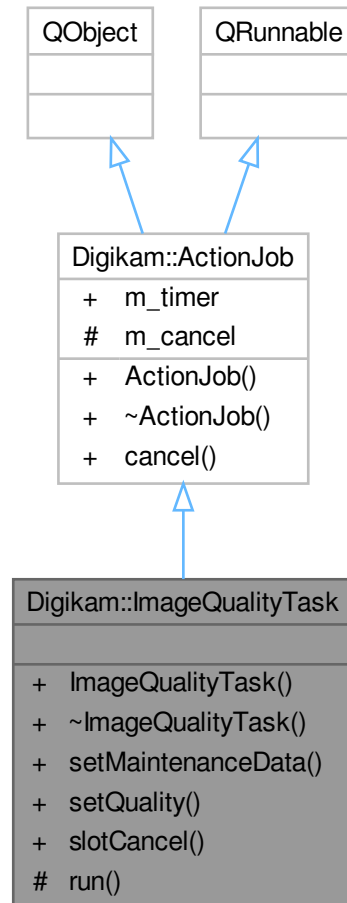 QObject
QRunnable
Digikam::ActionJob
+ m_timer
# m_cancel
+ ActionJob()
+ ~ActionJob()
+ cancel()
Digikam::ImageQualityTask
+ ImageQualityTask()
+ ~ImageQualityTask()
+ setMaintenanceData()
+ setQuality()
+ slotCancel()
# run()